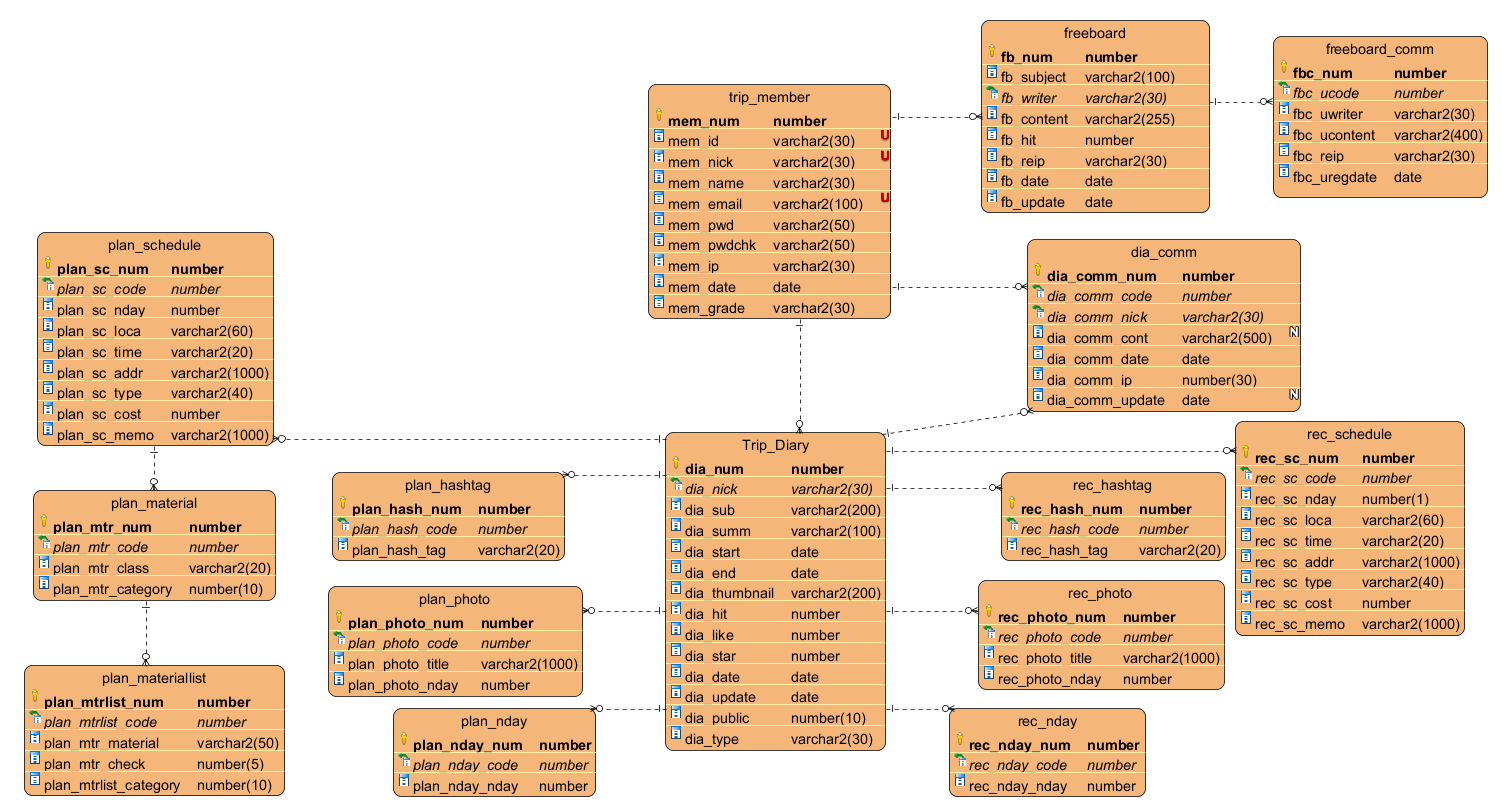 freeboard
fb_num number
fb_subject varchar2(100)
fb_writer varchar2(30)
fb_content varchar2(255)
fb_hit number
fb_reip varchar2(30)
fb_date date
fb_update date
freeboard_comm
fbc_num number
fbc_ucode number
fbc_uwriter varchar2(30)
fbc_ucontent varchar2(400)
fbc_reip varchar2(30)
fbc_uregdate date
trip_member
mem_num number
mem_id varchar2(30) U
mem_nick varchar2(30) U
mem_name varchar2(30)
mem_email varchar2(100) U
mem_pwd varchar2(50)
mem_pwdchk varchar2(50)
mem_ip varchar2(30)
mem_date date
mem_grade varchar2(30)
plan_schedule
plan_sc_num number
plan_sc_code number
plan_sc_nday number
plan_sc_loca varchar2(60)
plan_sc_time varchar2(20)
plan_sc_addr varchar2(1000)
plan_sc_type varchar2(40)
plan_sc_cost number
plan_sc_memo varchar2(1000)
dia_comm
dia_comm_num number
dia_comm_code number
dia_comm_nick varchar2(30)
dia_comm_cont varchar2(500) N
dia_comm_date date
dia_comm_ip number(30)
dia_comm_update date N
plan_material
plan_mtr_num number
plan_mtr_code number
plan_mtr_class varchar2(20)
plan_mtr_category number(10)
plan_hashtag
plan_hash_num number
plan_hash_code number
plan_hash_tag varchar2(20)
Trip_Diary
dia_num number
dia_nick varchar2(30)
dia_sub varchar2(200)
dia_summ varchar2(100)
dia_start date
dia_end date
dia_thumbnail varchar2(200)
dia_hit number
dia_like number
dia_star number
dia_date date
dia_update date
dia_public number(10)
dia_type varchar2(30)
rec_hashtag
rec_hash_num number
rec_hash_code number
rec_hash_tag varchar2(20)
rec_schedule
rec_sc_num number
rec_sc_code number
rec_sc_nday number(1)
rec_sc_loca varchar2(60)
rec_sc_time varchar2(20)
rec_sc_addr varchar2(1000)
rec_sc_type varchar2(40)
rec_sc_cost number
rec_sc_memo varchar2(1000)
plan_photo
plan_photo_num number
plan_photo_code number
plan_photo_title varchar2(1000)
plan_photo_nday number
rec_photo
rec_photo_num number
rec_photo_code number
rec_photo_title varchar2(1000)
rec_photo_nday number
plan_materiallist
plan_mtrlist_num number
plan_mtrlist_code number
plan_mtr_material varchar2(50)
plan_mtr_check number(5)
plan_mtrlist_category number(10)
plan_nday
plan_nday_num number
plan_nday_code number
plan_nday_nday number
rec_nday
rec_nday_num number
rec_nday_code number
rec_nday_nday number